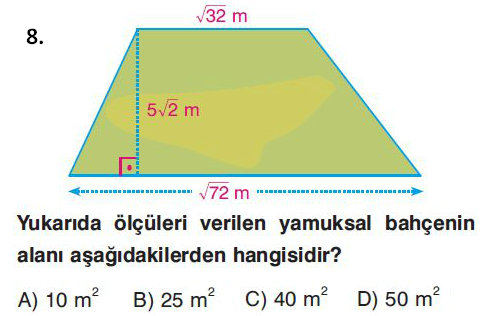 √32 m
8.
5√2 m
√72 m
Yukarıda ölçüleri verilen yamuksal bahçenin
alanı aşağıdakilerden hangisidir?
A) 10 m² B) 25 m² C) 40 m² D) 50 m²